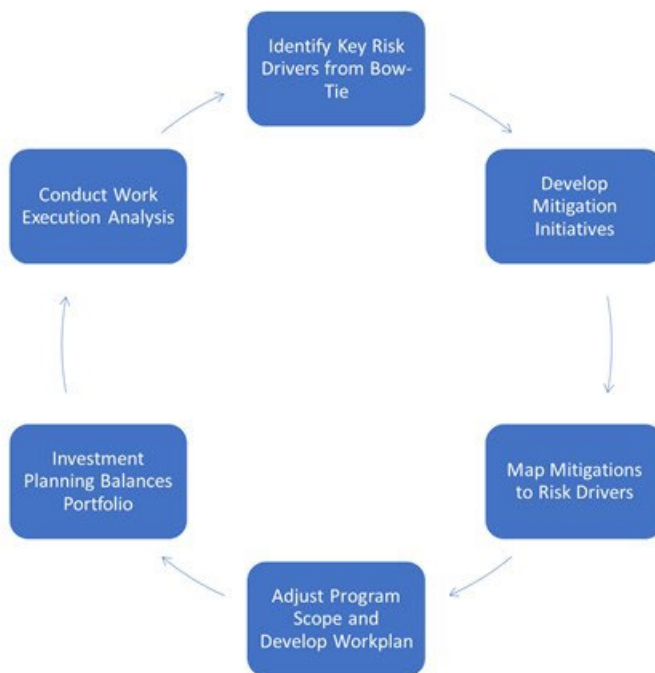 Identify Key Risk
Drivers from Bow-
Tie
Develop
Mitigation
Initiatives
Map Mitigations
to Risk Drivers
Adjust Program
Scope and
Develop Workplan
Investment
Planning Balances
Portfolio
Conduct Work
Execution Analysis